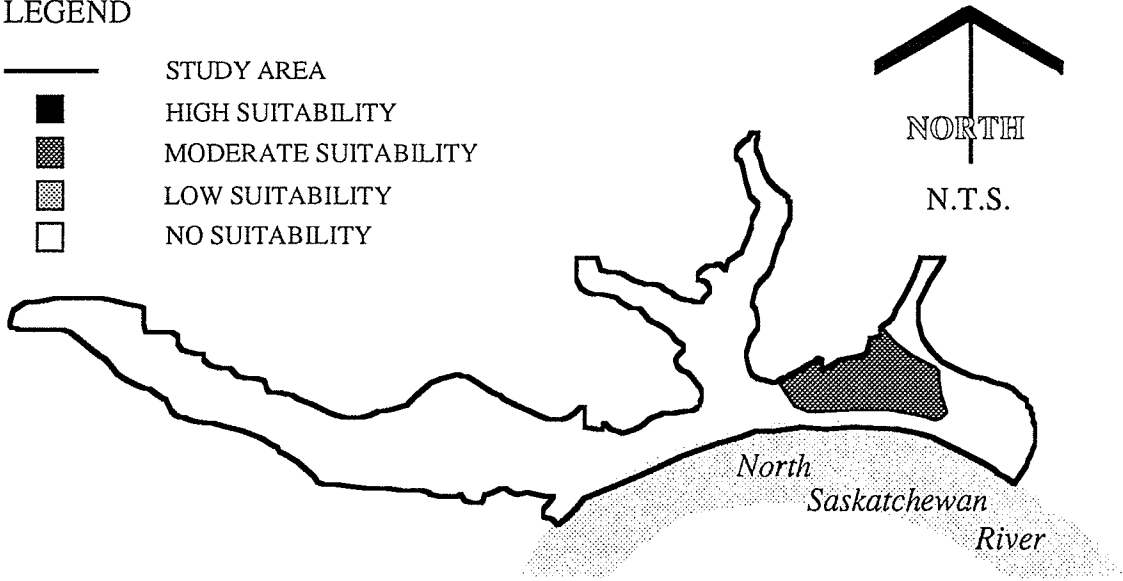 LEGEND
STUDY AREA
HIGH SUITABILITY
MODERATE SUITABILITY
LOW SUITABILITY
NO SUITABILITY
NORTH
N.T.S.
North
Saskatchewan
River